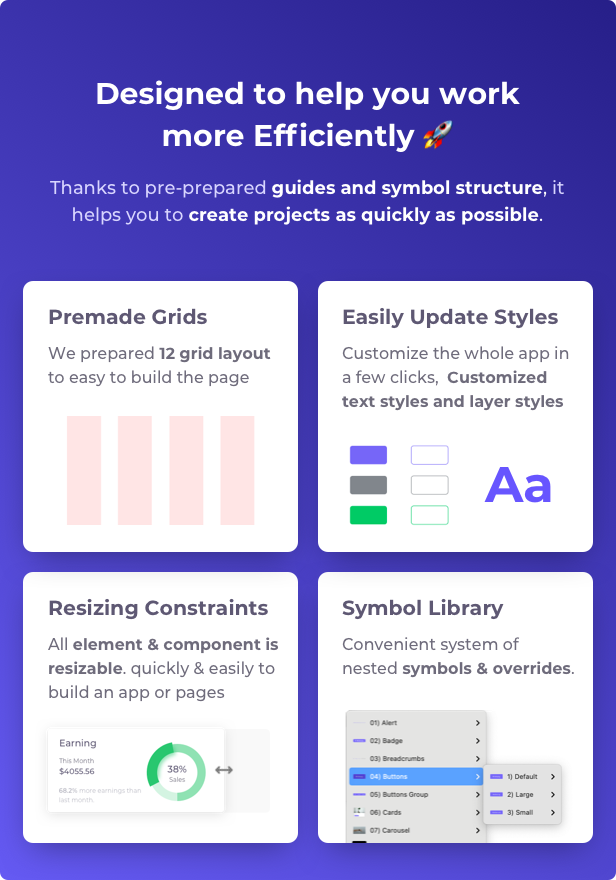 Designed to help you work
more Efficiently 🚀
Thanks to pre-prepared guides and symbol structure, it
helps you to create projects as quickly as possible.
Premade Grids
We prepared 12 grid layout
to easy to build the page
Easily Update Styles
Customize the whole app in
a few clicks, Customized
text styles and layer styles
Aa
Resizing Constraints
All element & component is
resizable. quickly & easily to
build an app or pages
Earning
This Month
$4055.56
68.2% more earnings than
last month.
38%
Sales
Symbol Library
Convenient system of
nested symbols & overrides.
01) Alert
02) Badge
03) Breadcrumbs
04) Buttons
05) Buttons Group
06) Cards
07) Carousel
1) Default
2) Large
3) Small